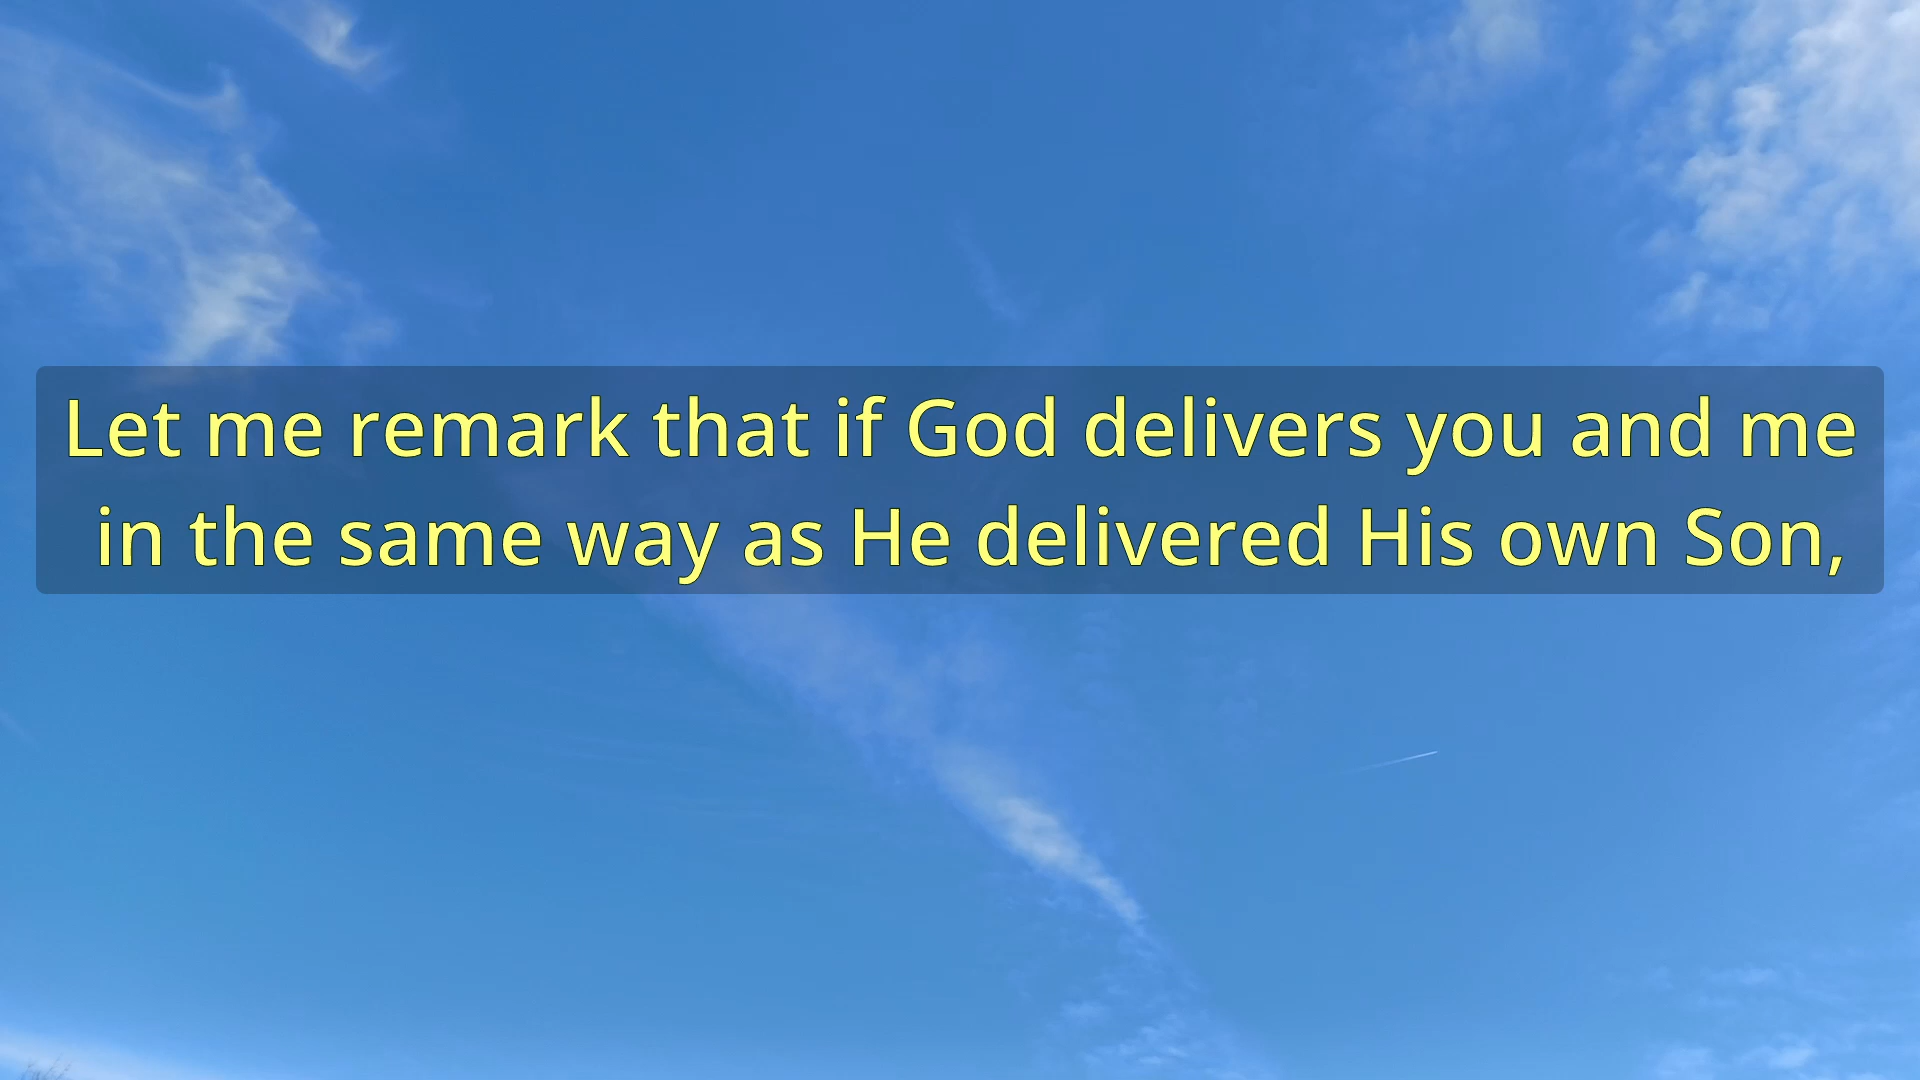 Let me remark that if God delivers you and me
in the same way as He delivered His own Son,